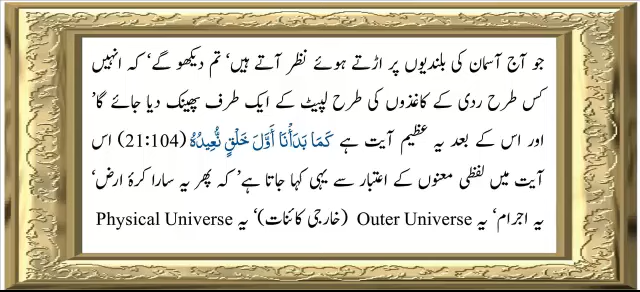 جو آج آسمان کی بلندیوں پر اڑتے ہوئے نظر آتے ہیں‘ تم دیکھو گے‘ کہ انہیں
کس طرح ردی کے کاغذوں کی طرح لپیٹ کے ایک طرف پھینک دیا جائے گا‘
اور اس کے بعد یہ عظیم آیت ہے كَمَا بَدَأْنَا أَوَّلَ خَلْقٍ نُّعِيدُهُ (21:104) اس
آیت میں لفظی معنوں کے اعتبار سے یہی کہا جاتا ہے‘ کہ پھر یہ سارا کرۂ ارض‘
یہ اجرام‘ یہ Outer Universe (خارجی کائنات)‘ یہ Physical Universe